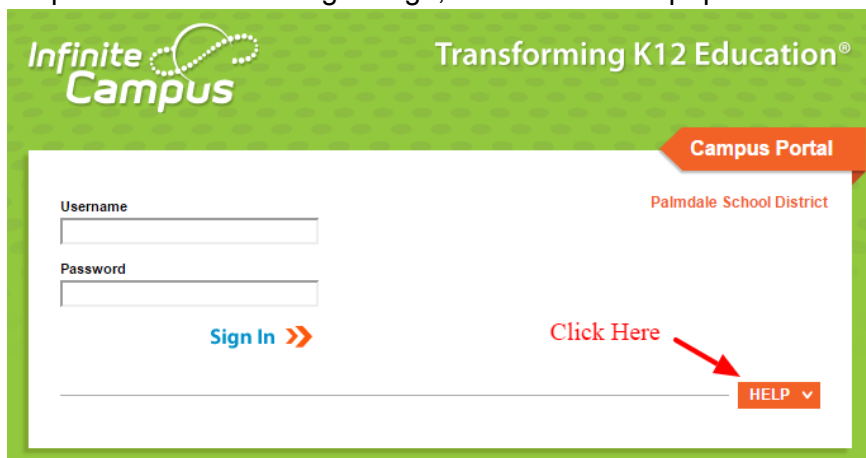 Infinite
Campus
Transforming K12 Education®
Campus Portal
Palmdale School District
Username
Password
Sign In
Click Here
HELP